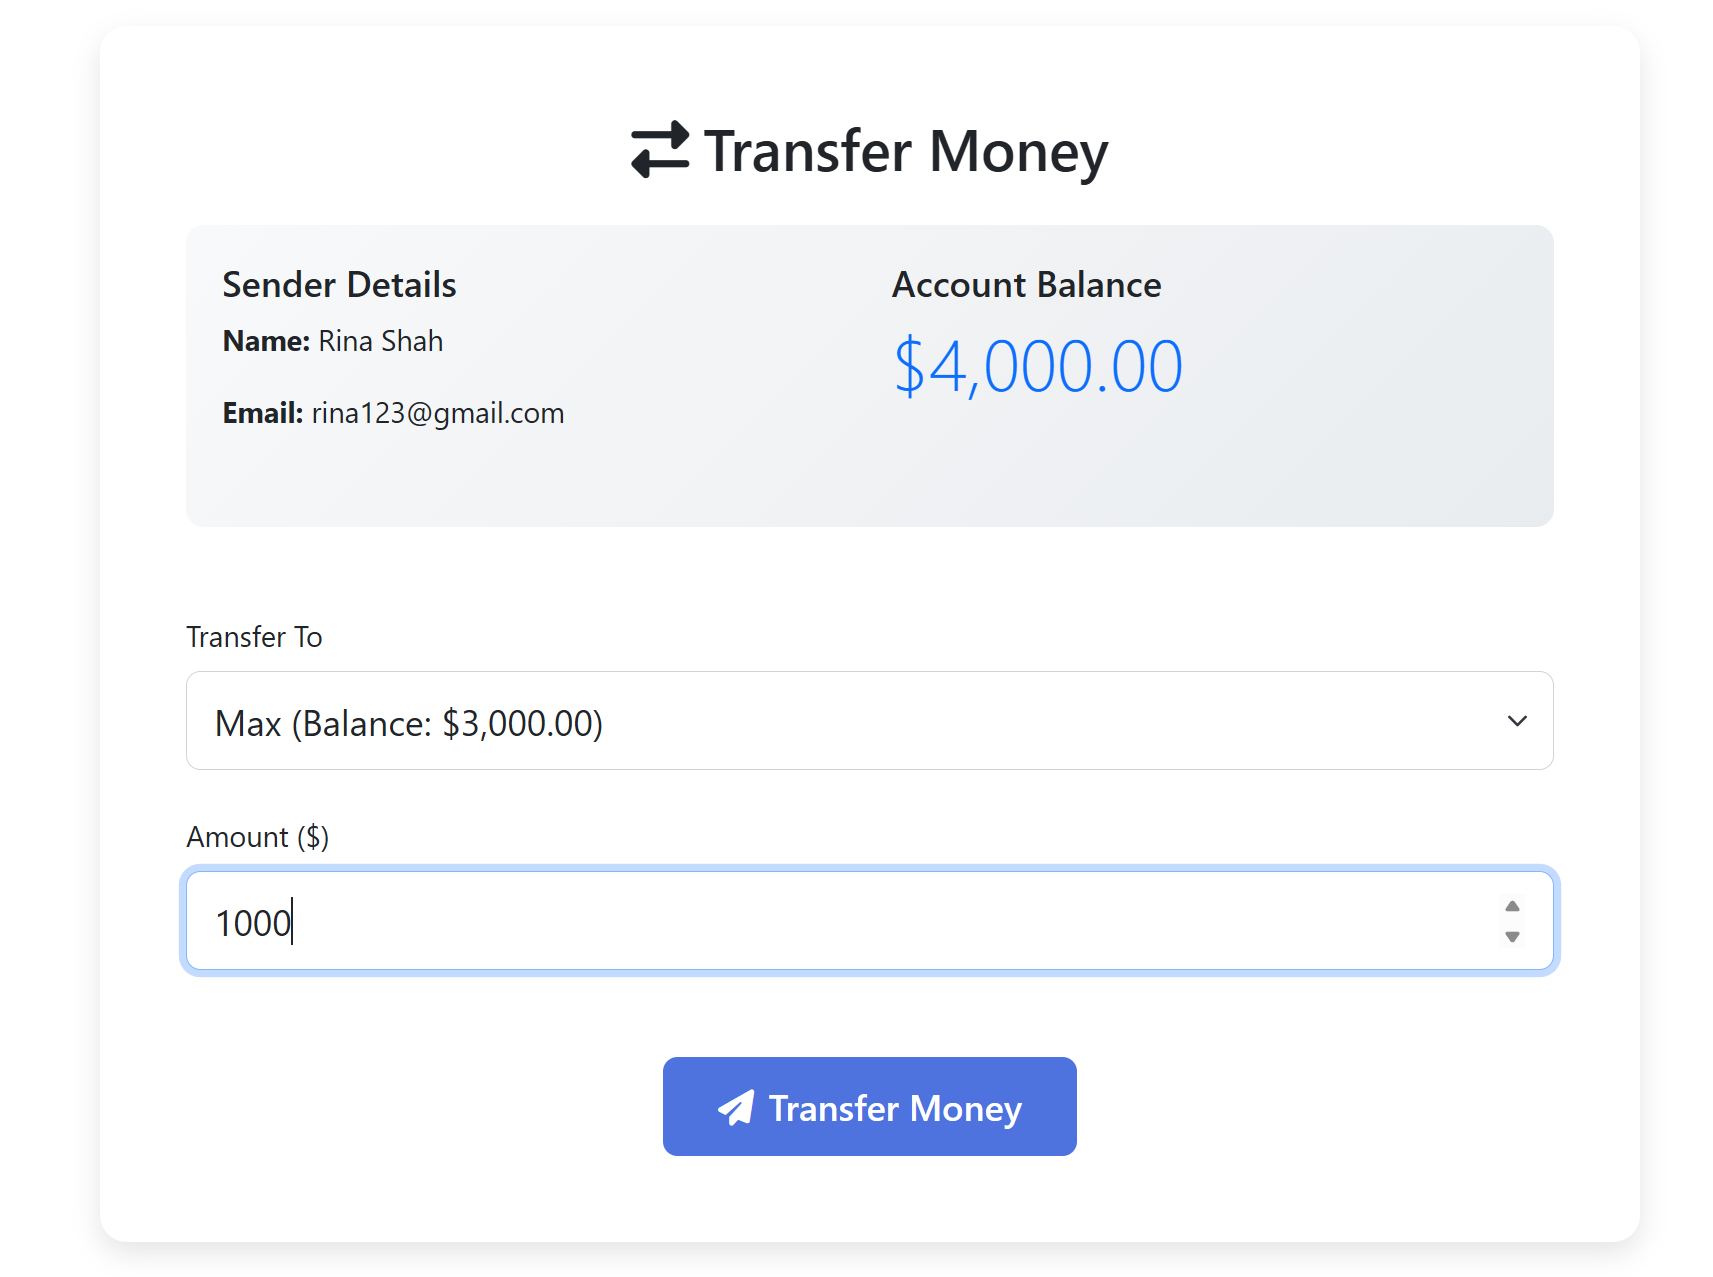 Transfer Money
Sender Details
Name: Rina Shah
Email: rina123@gmail.com
Account Balance
$4,000.00
Transfer To
Max (Balance: $3,000.00)
Amount ($)
1000
Transfer Money